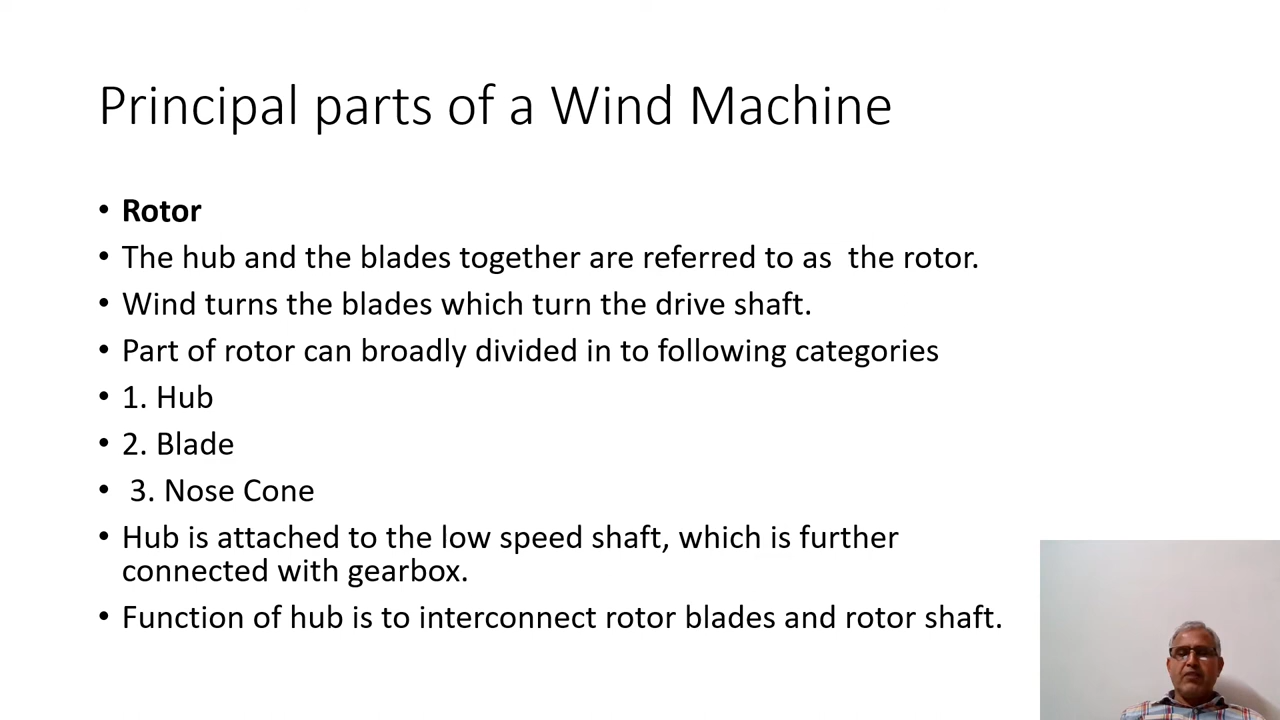 Principal parts of a Wind Machine
• Rotor
• The hub and the blades together are referred to as  the rotor.
• Wind turns the blades which turn the drive shaft.
• Part of rotor can broadly divided in to following categories
• 1. Hub
• 2. Blade
•  3. Nose Cone
• Hub is attached to the low speed shaft, which is further
connected with gearbox.
• Function of hub is to interconnect rotor blades and rotor shaft.